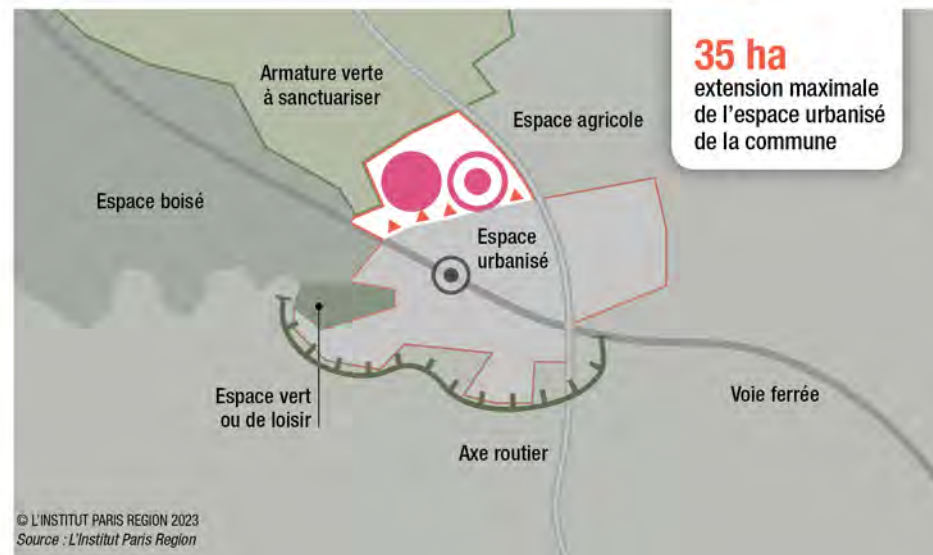 35 ha
extension maximale
de l’espace urbanisé
de la commune
Armature verte
à sanctuariser
Espace agricole
Espace boisé
Espace
urbanisé
Espace vert
ou de loisir
Voie ferrée
Axe routier
© L’INSTITUT PARIS REGION 2023
Source : L’Institut Paris Region